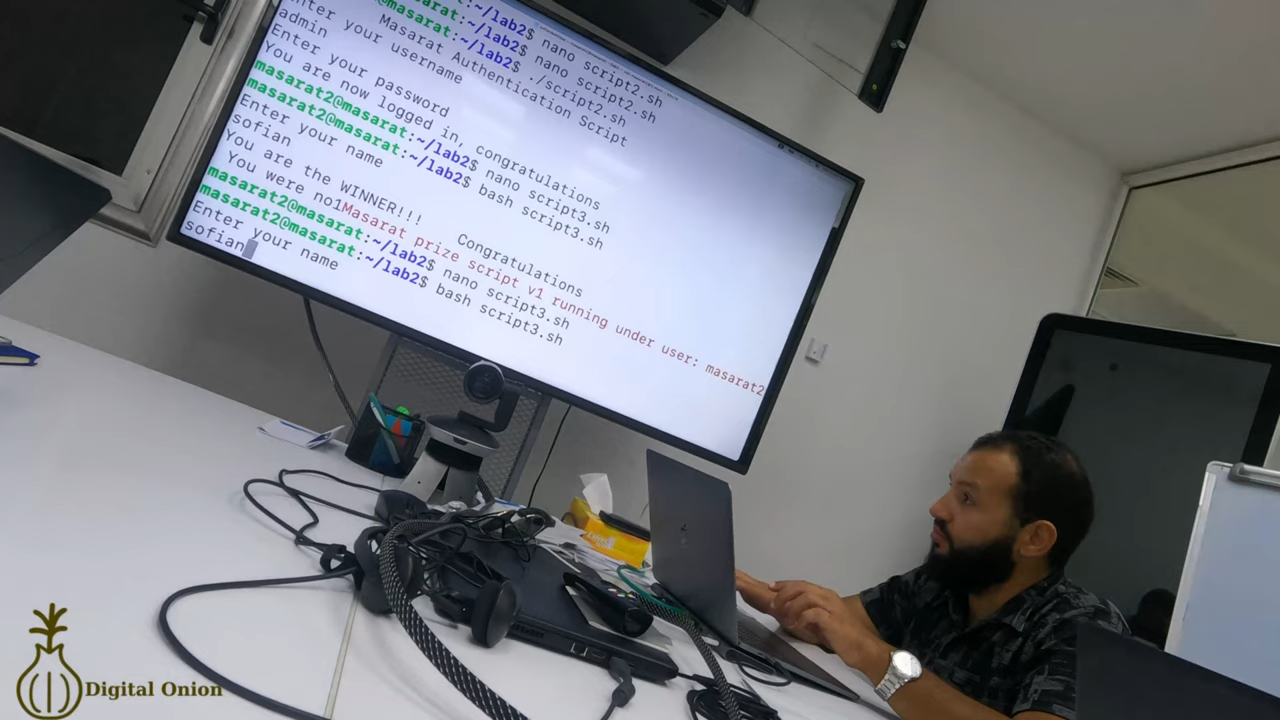 :~/lab2$ nano script2.sh
masarat:~/lab2$ nano script2.sh
@masarat:~/lab2$ ./script2.sh
Masarat Authentication Script
Enter your username
admin
Enter your password
You are now logged in, congratulations
masarat2@masarat:~/lab2$ nano script3.sh
masarat2@masarat:~/lab2$ bash script3.sh
Enter your name
sofian
You are the WINNER!!! Congratulations
You were no1Masarat prize script v1 running under user: masarat2
masarat2@masarat:~/lab2$ nano script3.sh
masarat2@masarat:~/lab2$ bash script3.sh
Enter your name
sofian
Digital Onion